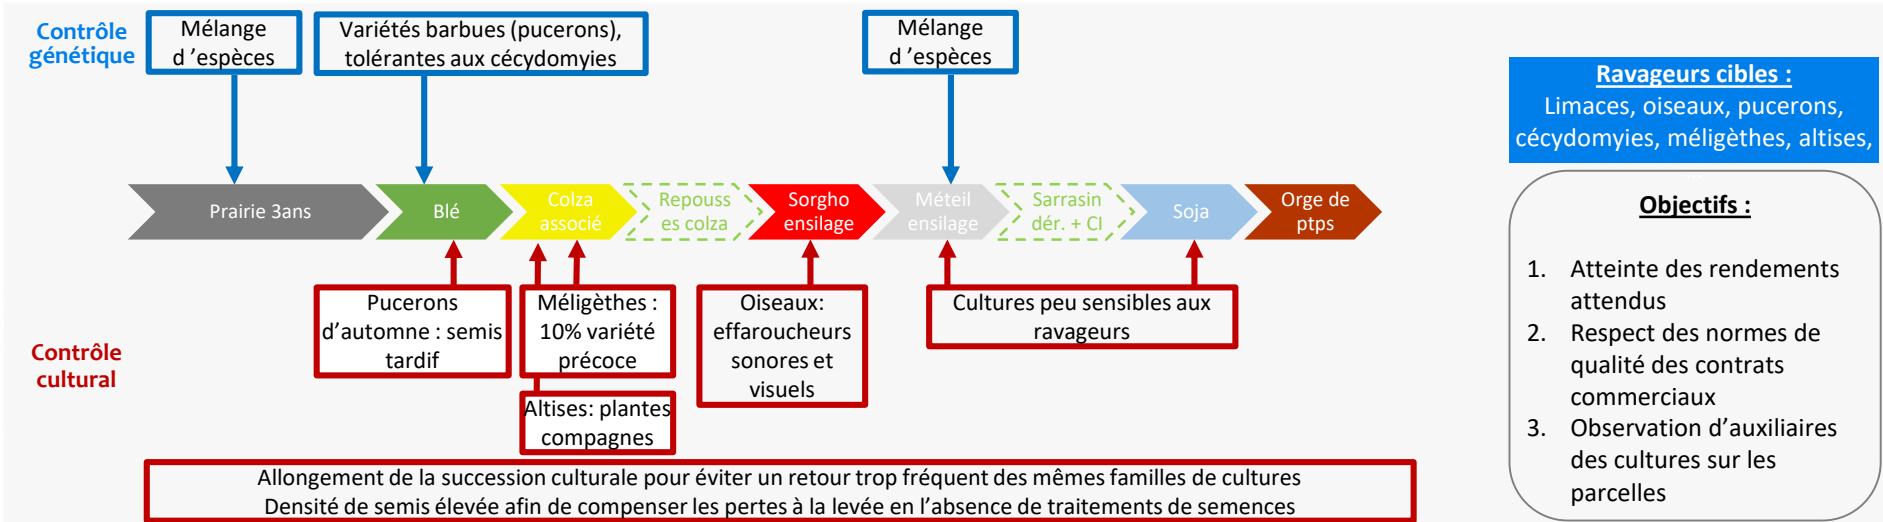 Contrôle
génétique
Mélange
d ’espèces
Variétés barbues (pucerons),
tolérantes aux cécydomyies
Mélange
d ’espèces
Ravageurs cibles :
Limaces, oiseaux, pucerons,
cécydomyies, méligèthes, altises,
Prairie 3ans
Blé
Colza
associé
Repouss
es colza
Sorgho
ensilage
Méteil
ensilage
Sarrasin
dér. + CI
Soja
Orge de
ptps
Contrôle
cultural
Pucerons
d’automne : semis
tardif
Méligèthes :
10% variété
précoce
Altises: plantes
compagnes
Oiseaux:
effaroucheurs
sonores et
visuels
Cultures peu sensibles aux
ravageurs
Allongement de la succession culturale pour éviter un retour trop fréquent des mêmes familles de cultures
Densité de semis élevée afin de compenser les pertes à la levée en l’absence de traitements de semences
Objectifs :
1. Atteinte des rendements
attendus
2. Respect des normes de
qualité des contrats
commerciaux
3. Observation d’auxiliaires
des cultures sur les
parcelles